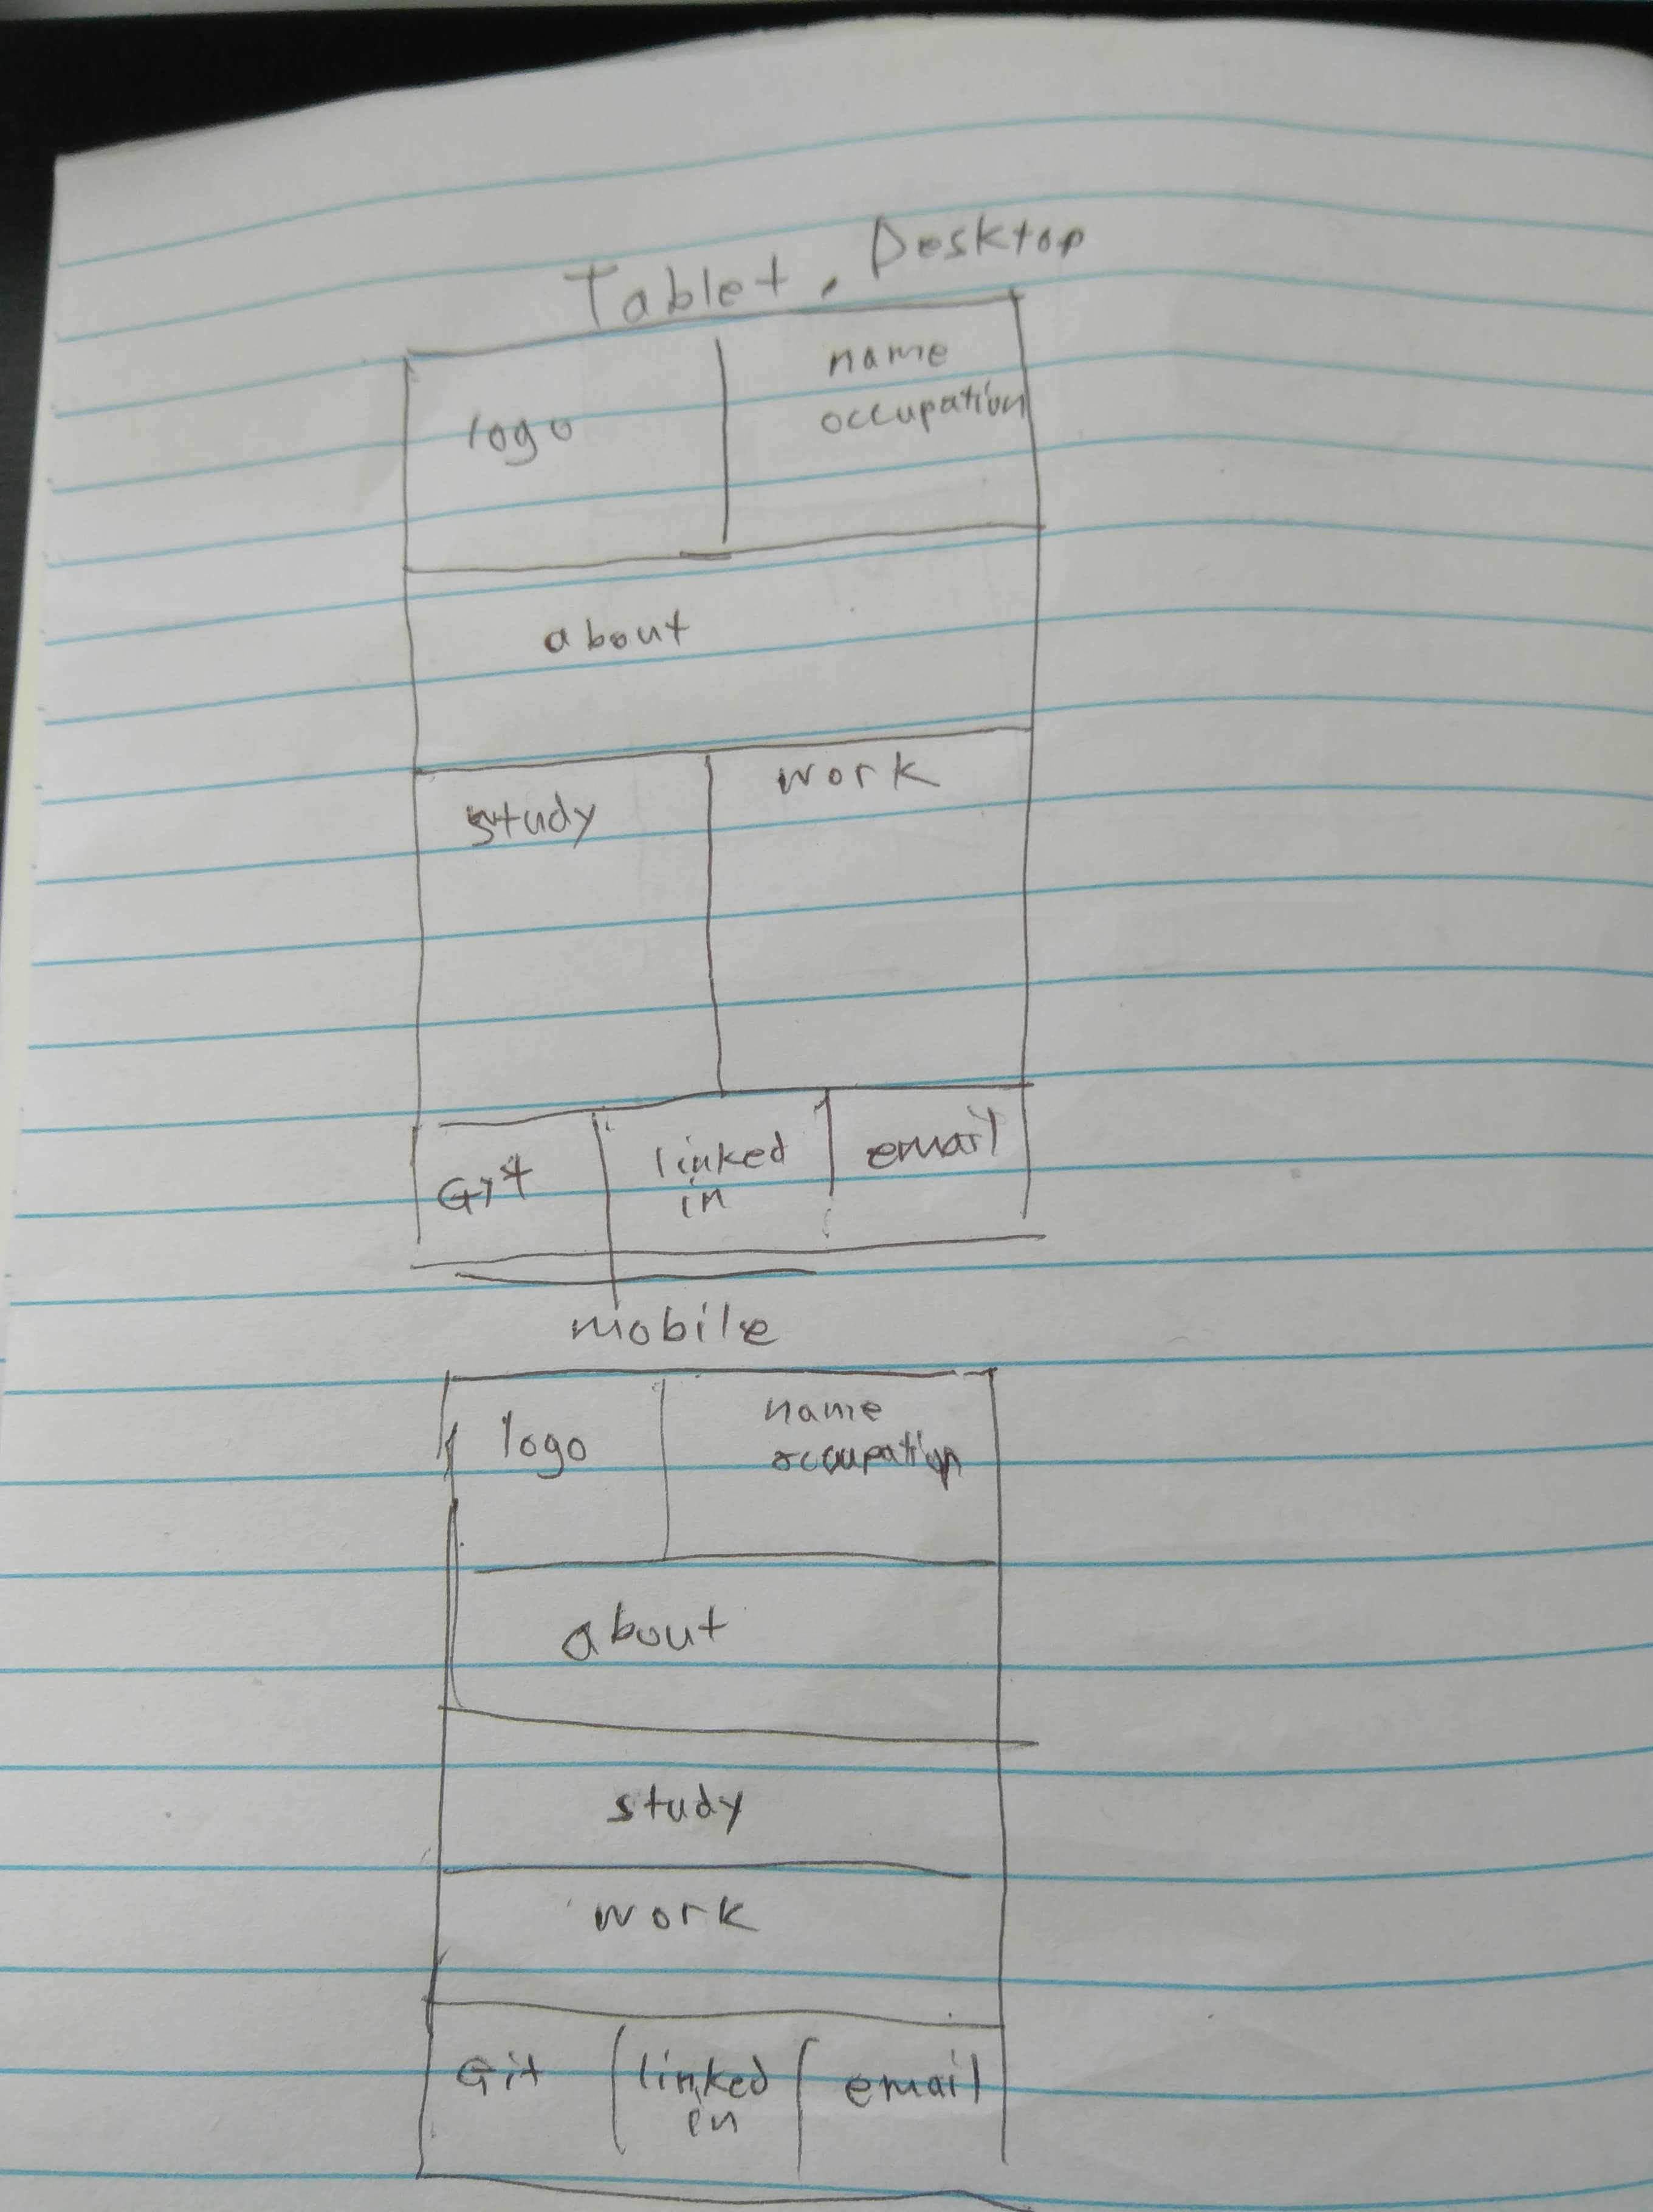 Tablet, Desktop
logo
name
occupation
about
study
work
Git
linked
in
email
mobile
logo
name
occupation
about
study
work
Git
linked
in
email